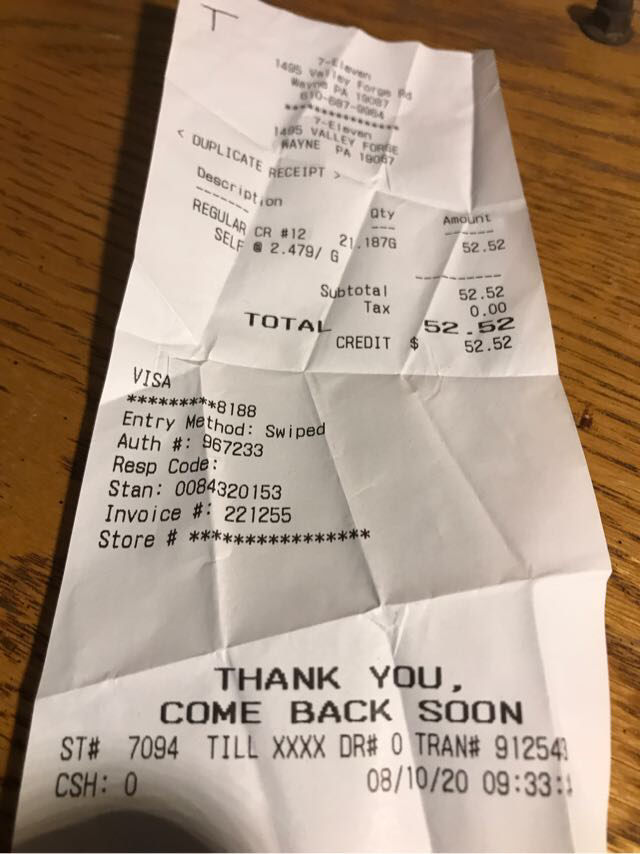 T
7-Eleven
1495 Valley Forge Rd
Wayne PA 19087
610-687-9964
****************
7-Eleven
1495 VALLEY FORGE
WAYNE PA 19087
< DUPLICATE RECEIPT >
Description Qty Amount
------- --- ------
REGULAR CR #12 21.187G 52.52
SELF @ 2.479/ G
----------
Subtotal 52.52
Tax 0.00
TOTAL 52.52
CREDIT $ 52.52
VISA
*********8188
Entry Method: Swiped
Auth #: 967233
Resp Code:
Stan: 0084320153
Invoice #: 221255
Store # ****************
THANK YOU,
COME BACK SOON
ST# 7094 TILL XXXX DR# 0 TRAN# 912543
CSH: 0 08/10/20 09:33: